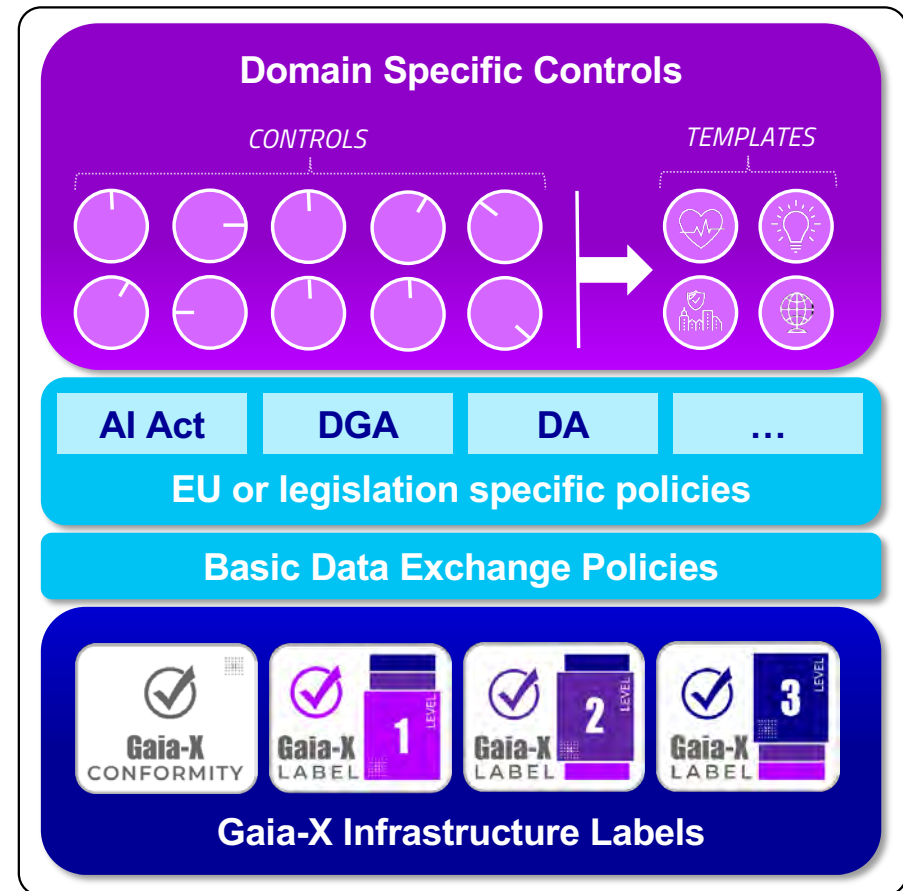 Domain Specific Controls
CONTROLS
TEMPLATES
AI Act
DGA
DA
...
EU or legislation specific policies
Basic Data Exchange Policies
Gaia-X
CONFORMITY
Gaia-X
LABEL
1
LEVEL
Gaia-X
LABEL
2
LEVEL
Gaia-X
LABEL
3
LEVEL
Gaia-X Infrastructure Labels